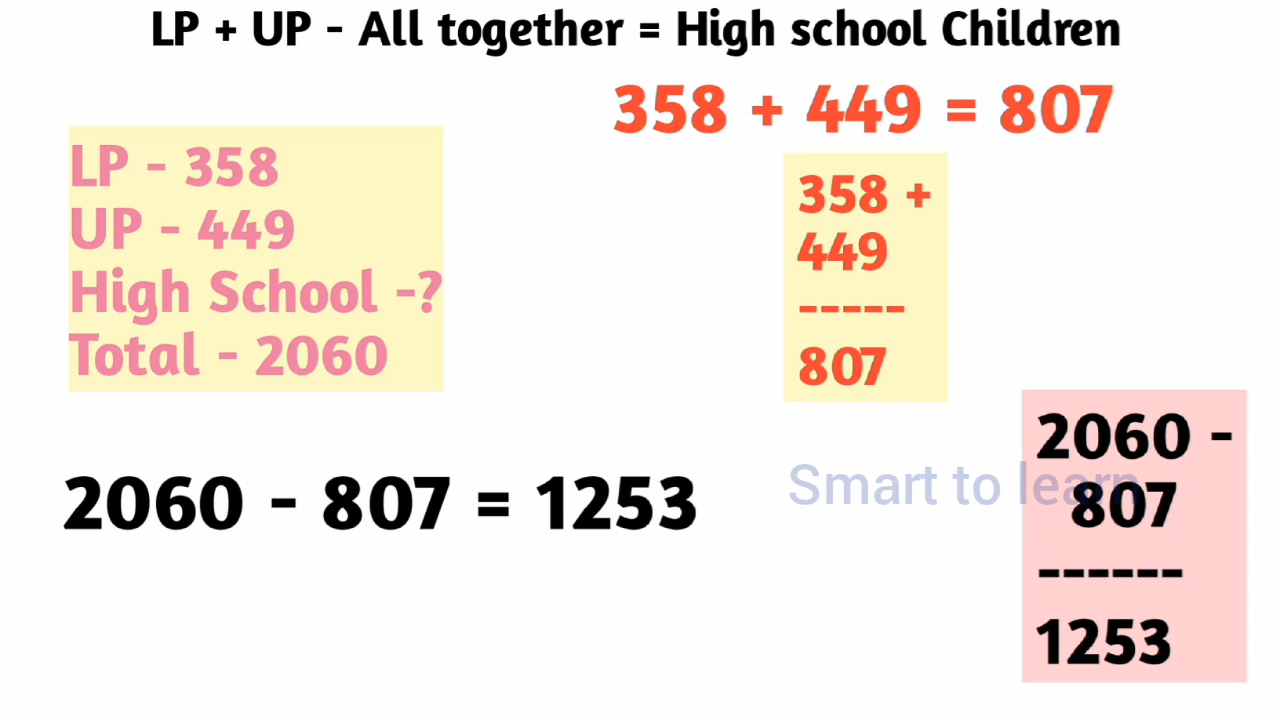 LP + UP - All together = High school Children
358 + 449 = 807
LP - 358
UP - 449
High School -?
Total - 2060
358 +
449
-----
807
2060 - 807 = 1253
Smart to learn
2060 -
807
------
1253